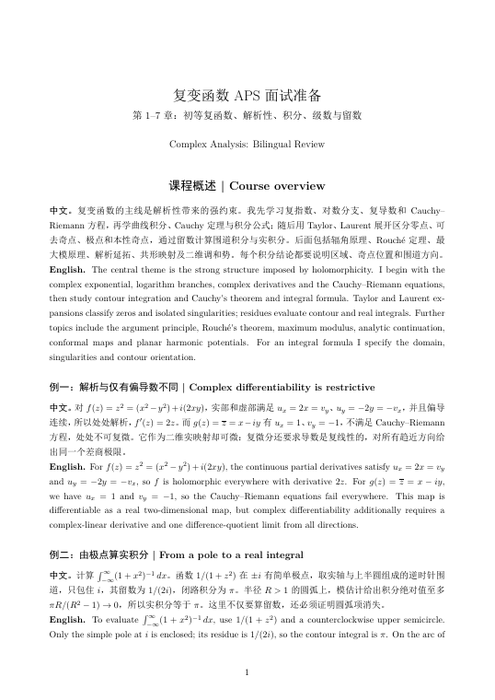 复变函数 APS 面试准备
第 1–7 章：初等复函数、解析性、积分、级数与留数
Complex Analysis: Bilingual Review
课程概述 | Course overview
中文。复变函数的主线是解析性带来的强约束。我先学习复指数、对数分支、复导数和 Cauchy–
Riemann 方程，再学曲线积分、Cauchy 定理与积分公式；随后用 Taylor、Laurent 展开区分零点、可
去奇点、极点和本性奇点，通过留数计算围道积分与实积分。后面包括辐角原理、Rouché 定理、最
大模原理、解析延拓、共形映射及二维调和势。每个积分结论都要说明区域、奇点位置和围道方向。
English. The central theme is the strong structure imposed by holomorphicity. I begin with the
complex exponential, logarithm branches, complex derivatives and the Cauchy–Riemann equations,
then study contour integration and Cauchy's theorem and integral formula. Taylor and Laurent ex-
pansions classify zeros and isolated singularities; residues evaluate contour and real integrals. Further
topics include the argument principle, Rouché's theorem, maximum modulus, analytic continuation,
conformal maps and planar harmonic potentials. For an integral formula I specify the domain,
singularities and contour orientation.
例一：解析与仅有偏导数不同 | Complex differentiability is restrictive
中文。对 f(z) = z² = (x² − y²) + i(2xy)，实部和虚部满足 uₓ = 2x = v_y、u_y = −2y = −vₓ，并且偏导
连续，所以处处解析，f′(z) = 2z。而 g(z) = z̅ = x − iy 有 uₓ = 1、v_y = −1，不满足 Cauchy–Riemann
方程，处处不可复微。它作为二维实映射却可微；复微分还要求导数是复线性的，对所有趋近方向给
出同一个差商极限。
English. For f(z) = z² = (x² − y²) + i(2xy), the continuous partial derivatives satisfy uₓ = 2x = v_y
and u_y = −2y = −vₓ, so f is holomorphic everywhere with derivative 2z. For g(z) = z̅ = x − iy,
we have uₓ = 1 and v_y = −1, so the Cauchy–Riemann equations fail everywhere. This map is
differentiable as a real two-dimensional map, but complex differentiability additionally requires a
complex-linear derivative and one difference-quotient limit from all directions.
例二：由极点算实积分 | From a pole to a real integral
中文。计算 ∫_{−∞}^{∞}(1 + x²)⁻¹ dx。函数 1/(1 + z²) 在 ±i 有简单极点，取实轴与上半圆组成的逆时针围
道，只包住 i，其留数为 1/(2i)，闭路积分为 π。半径 R > 1 的圆弧上，模估计给出积分绝对值至多
πR/(R² − 1) → 0，所以实积分等于 π。这里不仅要算留数，还必须证明圆弧项消失。
English. To evaluate ∫_{−∞}^{∞}(1 + x²)⁻¹ dx, use 1/(1 + z²) and a counterclockwise upper semicircle.
Only the simple pole at i is enclosed; its residue is 1/(2i), so the contour integral is π. On the arc of
1